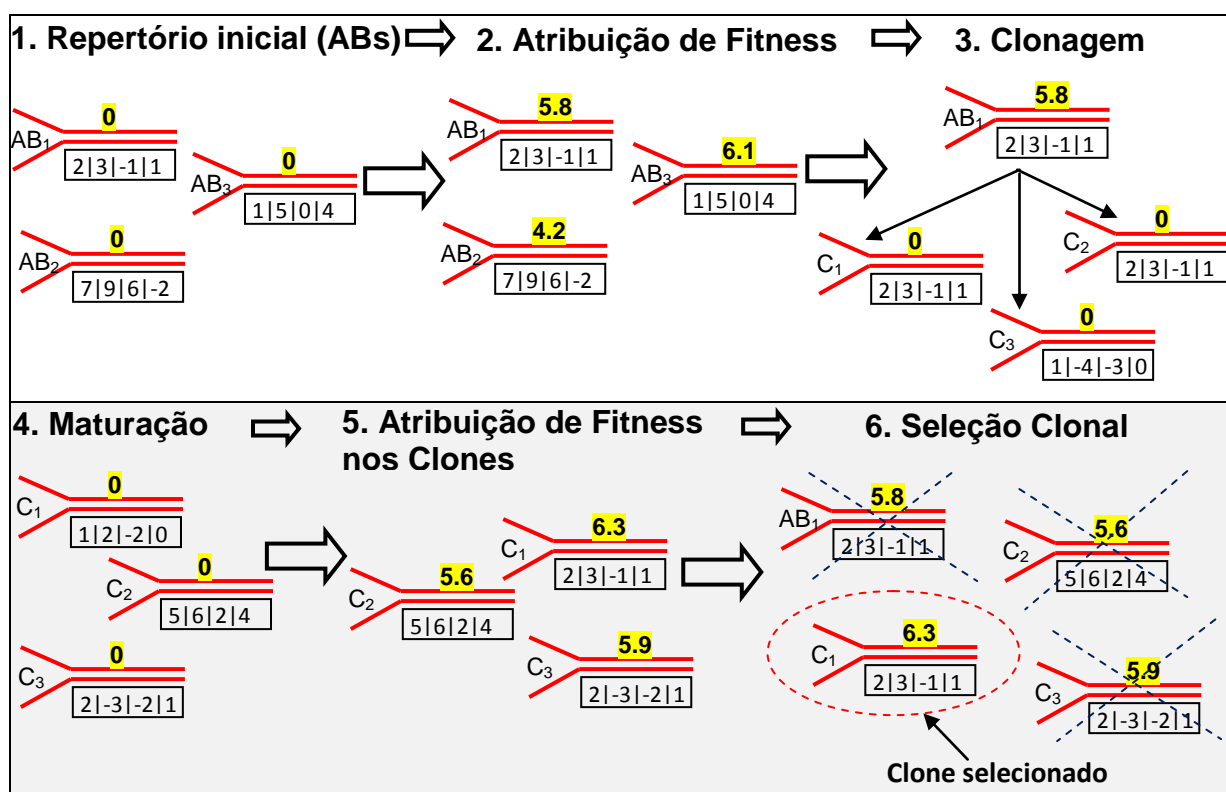 1. Repertório inicial (ABs)
0
AB1
2|3|-1|1
0
AB3
1|5|0|4
0
AB2
7|9|6|-2
2. Atribuição de Fitness
5.8
AB1
2|3|-1|1
6.1
AB3
1|5|0|4
4.2
AB2
7|9|6|-2
3. Clonagem
5.8
AB1
2|3|-1|1
0
C1
2|3|-1|1
0
C2
2|3|-1|1
0
C3
1|-4|-3|0
4. Maturação
0
C1
1|2|-2|0
0
C2
5|6|2|4
0
C3
2|-3|-2|1
5. Atribuição de Fitness
nos Clones
6.3
C1
2|3|-1|1
5.6
C2
5|6|2|4
5.9
C3
2|-3|-2|1
6. Seleção Clonal
5.8
AB1
2|3|-1|1
5.6
C2
5|6|2|4
6.3
C1
2|3|-1|1
5.9
C3
2|-3|-2|1
Clone selecionado